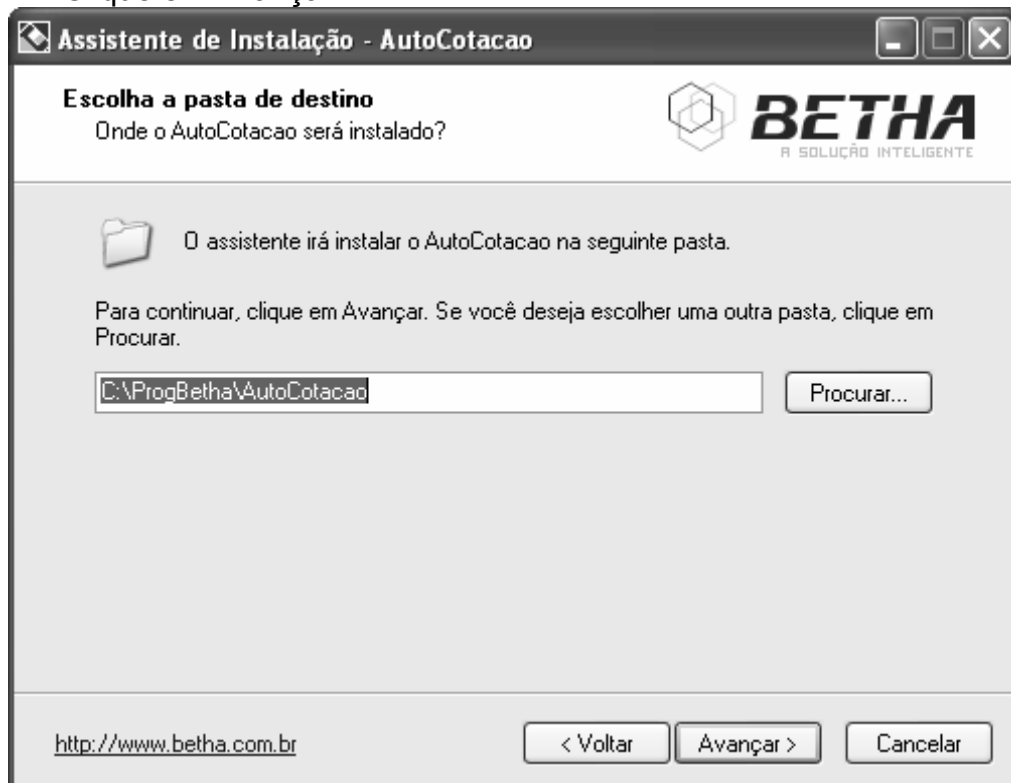 Assistente de Instalação - AutoCotacao
Escolha a pasta de destino
Onde o AutoCotacao será instalado?
BETHA
A SOLUÇÃO INTELIGENTE
O assistente irá instalar o AutoCotacao na seguinte pasta.
Para continuar, clique em Avançar. Se você deseja escolher uma outra pasta, clique em
Procurar.
C:\ProgBetha\AutoCotacao
Procurar...
http://www.betha.com.br
< Voltar
Avançar >
Cancelar